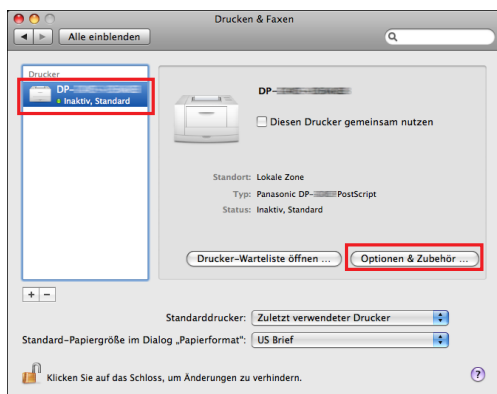 Drucken & Faxen
Alle einblenden
Drucker
DP-
Inaktiv, Standard
DP-
Diesen Drucker gemeinsam nutzen
Standort: Lokale Zone
Typ: Panasonic DP- PostScript
Status: Inaktiv, Standard
Drucker-Warteliste öffnen ...
Optionen & Zubehör ...
+ −
Standarddrucker: Zuletzt verwendeter Drucker
Standard-Papiergröße im Dialog „Papierformat“: US Brief
Klicken Sie auf das Schloss, um Änderungen zu verhindern.
?